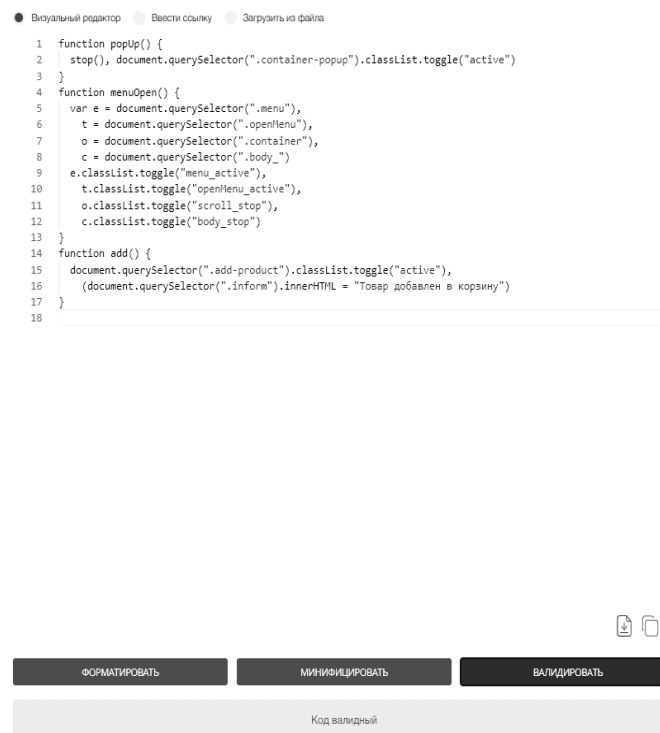 Визуальный редактор Ввести ссылку Загрузить из файла
1 function popUp() {
2 stop(), document.querySelector(".container-popup").classList.toggle("active")
3 }
4 function menuOpen() {
5 var e = document.querySelector(".menu"),
6 t = document.querySelector(".openMenu"),
7 o = document.querySelector(".container"),
8 c = document.querySelector(".body_")
9 e.classList.toggle("menu_active"),
10 t.classList.toggle("openMenu_active"),
11 o.classList.toggle("scroll_stop"),
12 c.classList.toggle("body_stop")
13 }
14 function add() {
15 document.querySelector(".add-product").classList.toggle("active"),
16 (document.querySelector(".inform").innerHTML = "Товар добавлен в корзину")
17 }
18
ФОРМАТИРОВАТЬ МИНИФИЦИРОВАТЬ ВАЛИДИРОВАТЬ
Код валидный